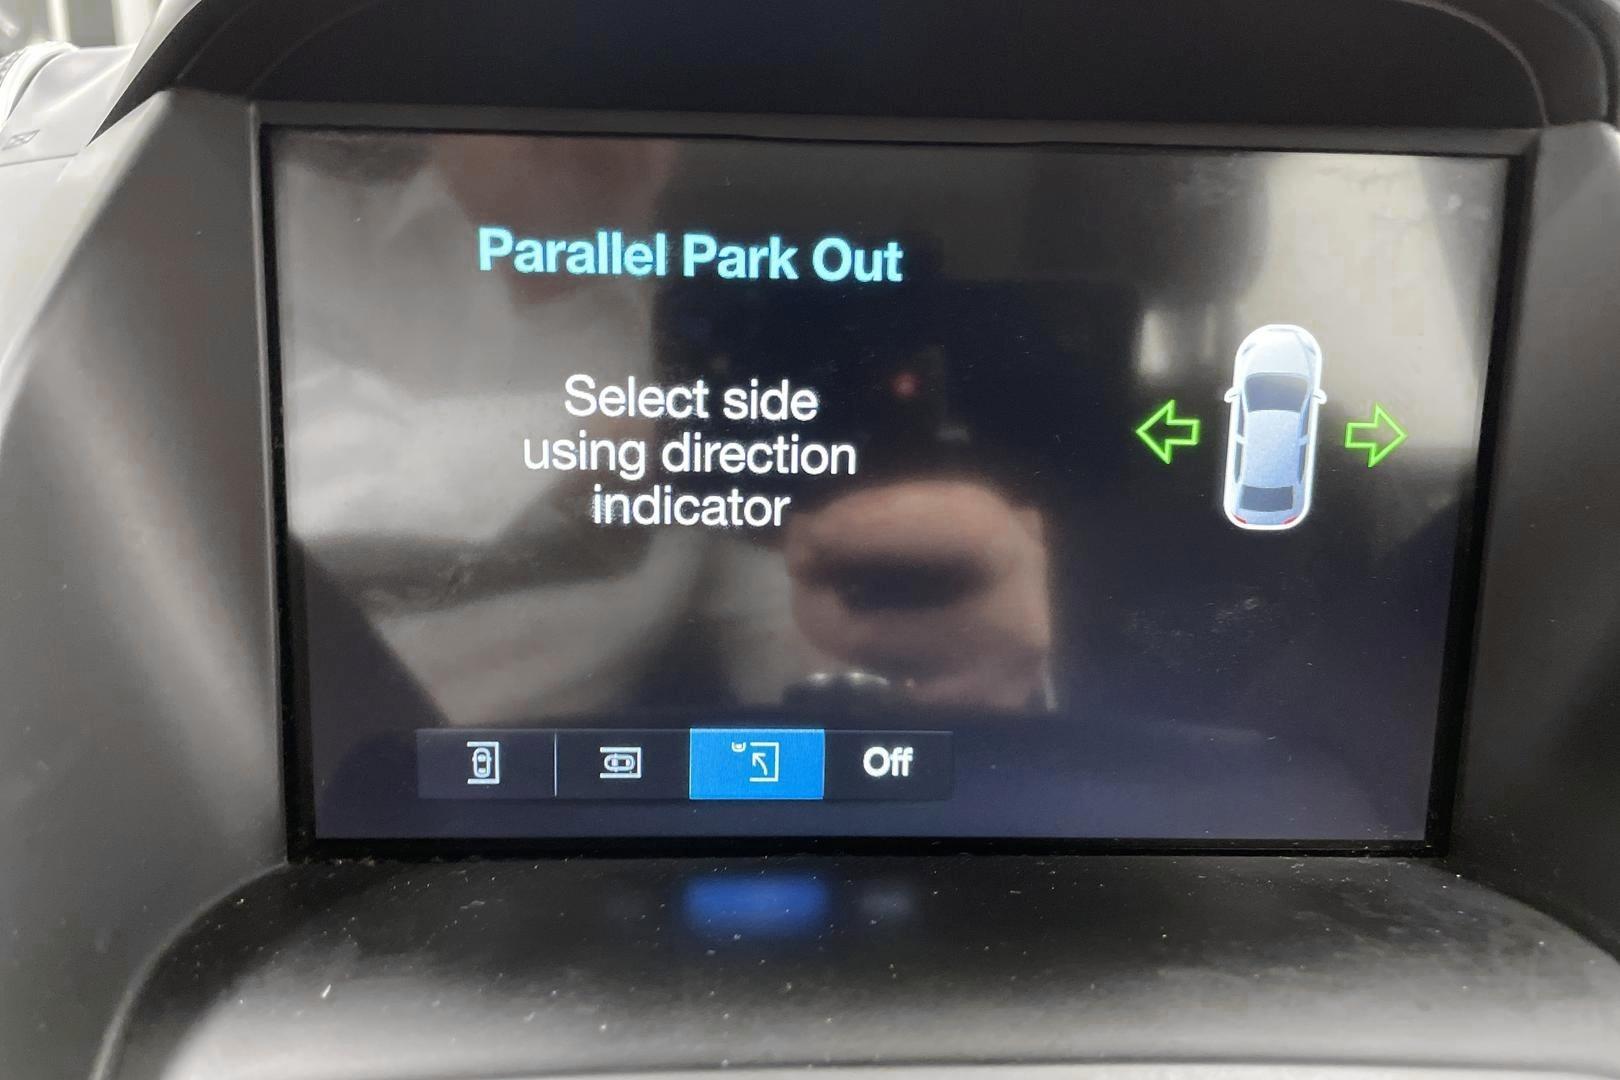 Parallel Park Out
Select side
using direction
indicator
Off